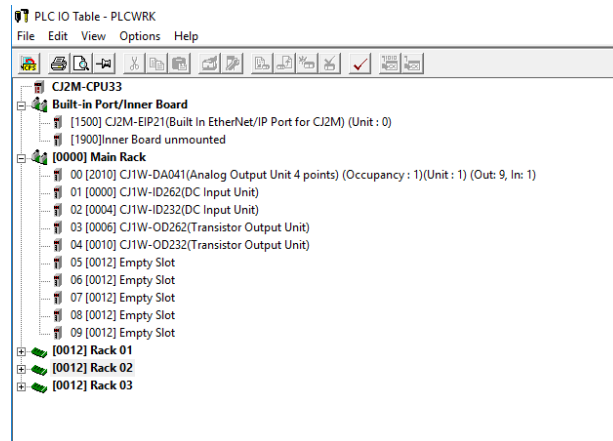 PLC IO Table - PLCWRK
File Edit View Options Help
CJ2M-CPU33
Built-in Port/Inner Board
[1500] CJ2M-EIP21(Built In EtherNet/IP Port for CJ2M) (Unit : 0)
[1900]Inner Board unmounted
[0000] Main Rack
00 [2010] CJ1W-DA041(Analog Output Unit 4 points) (Occupancy : 1)(Unit : 1) (Out: 9, In: 1)
01 [0000] CJ1W-ID262(DC Input Unit)
02 [0004] CJ1W-ID232(DC Input Unit)
03 [0006] CJ1W-OD262(Transistor Output Unit)
04 [0010] CJ1W-OD232(Transistor Output Unit)
05 [0012] Empty Slot
06 [0012] Empty Slot
07 [0012] Empty Slot
08 [0012] Empty Slot
09 [0012] Empty Slot
[0012] Rack 01
[0012] Rack 02
[0012] Rack 03